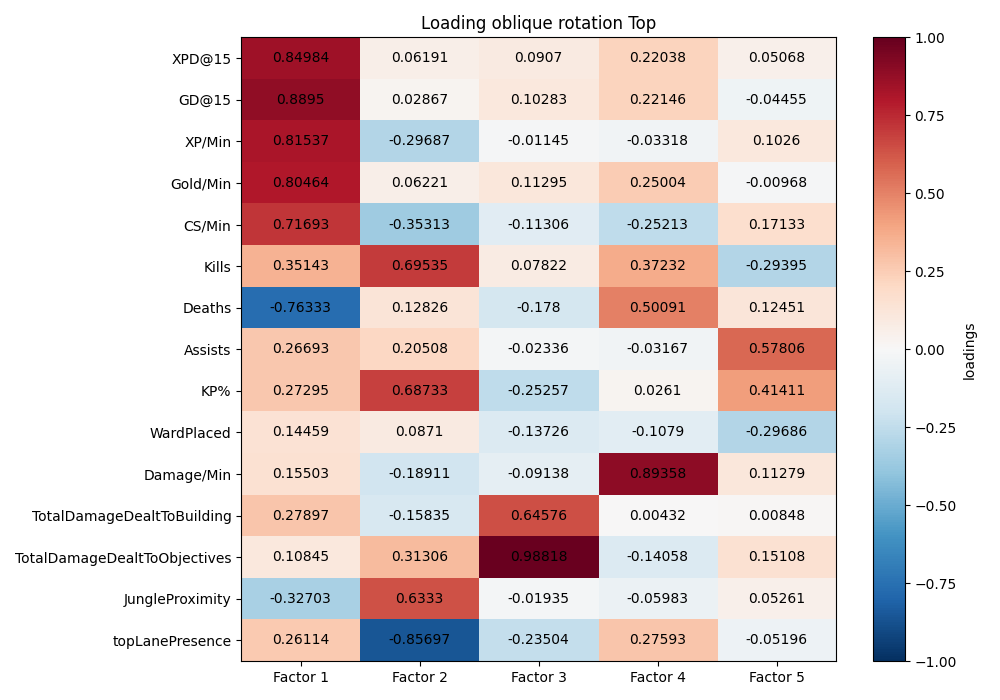 Loading oblique rotation Top
XPD@15 0.84984 0.06191 0.0907 0.22038 0.05068
GD@15 0.8895 0.02867 0.10283 0.22146 -0.04455
XP/Min 0.81537 -0.29687 -0.01145 -0.03318 0.1026
Gold/Min 0.80464 0.06221 0.11295 0.25004 -0.00968
CS/Min 0.71693 -0.35313 -0.11306 -0.25213 0.17133
Kills 0.35143 0.69535 0.07822 0.37232 -0.29395
Deaths -0.76333 0.12826 -0.178 0.50091 0.12451
Assists 0.26693 0.20508 -0.02336 -0.03167 0.57806
KP% 0.27295 0.68733 -0.25257 0.0261 0.41411
WardPlaced 0.14459 0.0871 -0.13726 -0.1079 -0.29686
Damage/Min 0.15503 -0.18911 -0.09138 0.89358 0.11279
TotalDamageDealtToBuilding 0.27897 -0.15835 0.64576 0.00432 0.00848
TotalDamageDealtToObjectives 0.10845 0.31306 0.98818 -0.14058 0.15108
JungleProximity -0.32703 0.6333 -0.01935 -0.05983 0.05261
topLanePresence 0.26114 -0.85697 -0.23504 0.27593 -0.05196
Factor 1 Factor 2 Factor 3 Factor 4 Factor 5
1.00
0.75
0.50
0.25
0.00
−0.25
−0.50
−0.75
−1.00
loadings